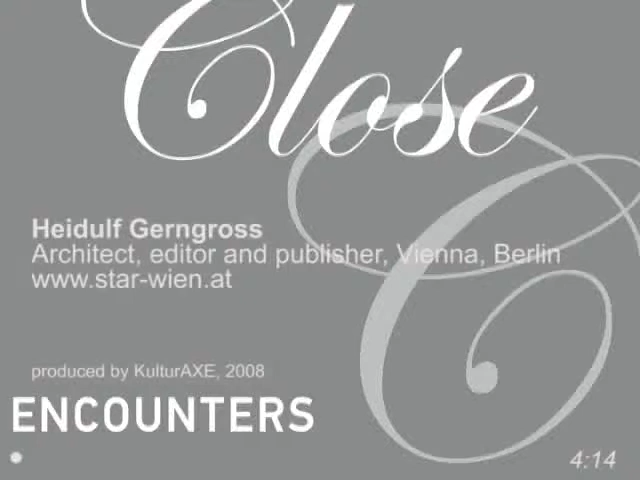 Close
Heidulf Gerngross
Architect, editor and publisher, Vienna, Berlin
www.star-wien.at
produced by KulturAXE, 2008
ENCOUNTERS
4:14